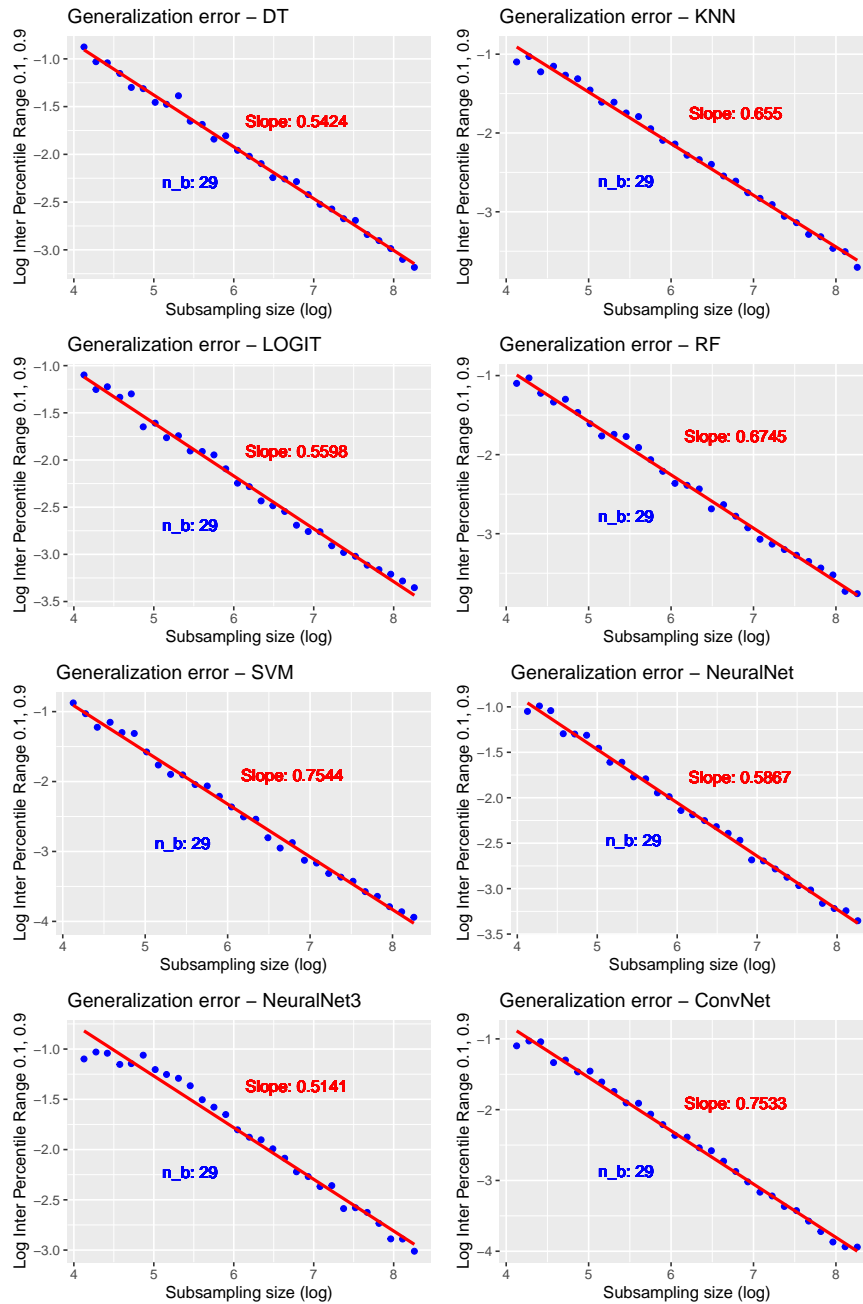 Generalization error – DT
Log Inter Percentile Range 0.1, 0.9
−1.0
−1.5
−2.0
−2.5
−3.0
Slope: 0.5424
n_b: 29
4 5 6 7 8
Subsampling size (log)
Generalization error – KNN
Log Inter Percentile Range 0.1, 0.9
−1
−2
−3
Slope: 0.655
n_b: 29
4 5 6 7 8
Subsampling size (log)
Generalization error – LOGIT
Log Inter Percentile Range 0.1, 0.9
−1.0
−1.5
−2.0
−2.5
−3.0
−3.5
Slope: 0.5598
n_b: 29
4 5 6 7 8
Subsampling size (log)
Generalization error – RF
Log Inter Percentile Range 0.1, 0.9
−1
−2
−3
Slope: 0.6745
n_b: 29
4 5 6 7 8
Subsampling size (log)
Generalization error – SVM
Log Inter Percentile Range 0.1, 0.9
−1
−2
−3
−4
Slope: 0.7544
n_b: 29
4 5 6 7 8
Subsampling size (log)
Generalization error – NeuralNet
Log Inter Percentile Range 0.1, 0.9
−1.0
−1.5
−2.0
−2.5
−3.0
−3.5
Slope: 0.5867
n_b: 29
4 5 6 7 8
Subsampling size (log)
Generalization error – NeuralNet3
Log Inter Percentile Range 0.1, 0.9
−1.0
−1.5
−2.0
−2.5
−3.0
Slope: 0.5141
n_b: 29
4 5 6 7 8
Subsampling size (log)
Generalization error – ConvNet
Log Inter Percentile Range 0.1, 0.9
−1
−2
−3
−4
Slope: 0.7533
n_b: 29
4 5 6 7 8
Subsampling size (log)